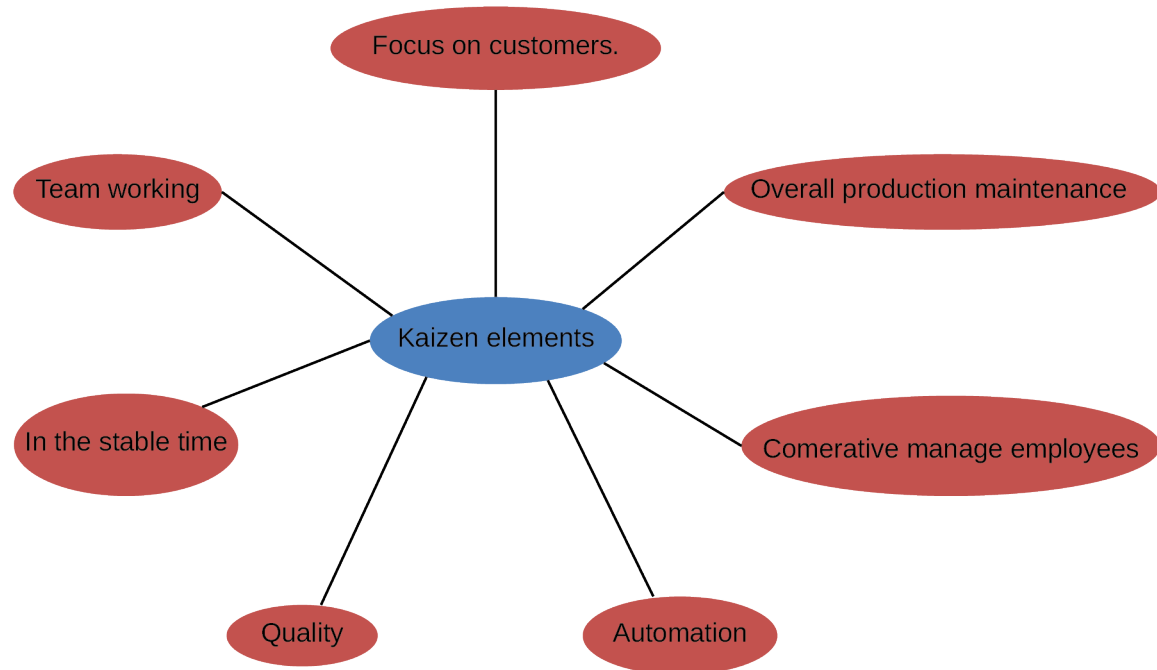 Focus on customers.
Team working
Overall production maintenance
Kaizen elements
In the stable time
Comerative manage employees
Quality
Automation